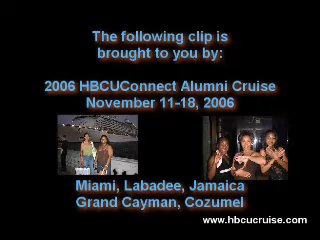 The following clip is
brought to you by:
2006 HBCUConnect Alumni Cruise
November 11-18, 2006
Miami, Labadee, Jamaica
Grand Cayman, Cozumel
www.hbcucruise.com